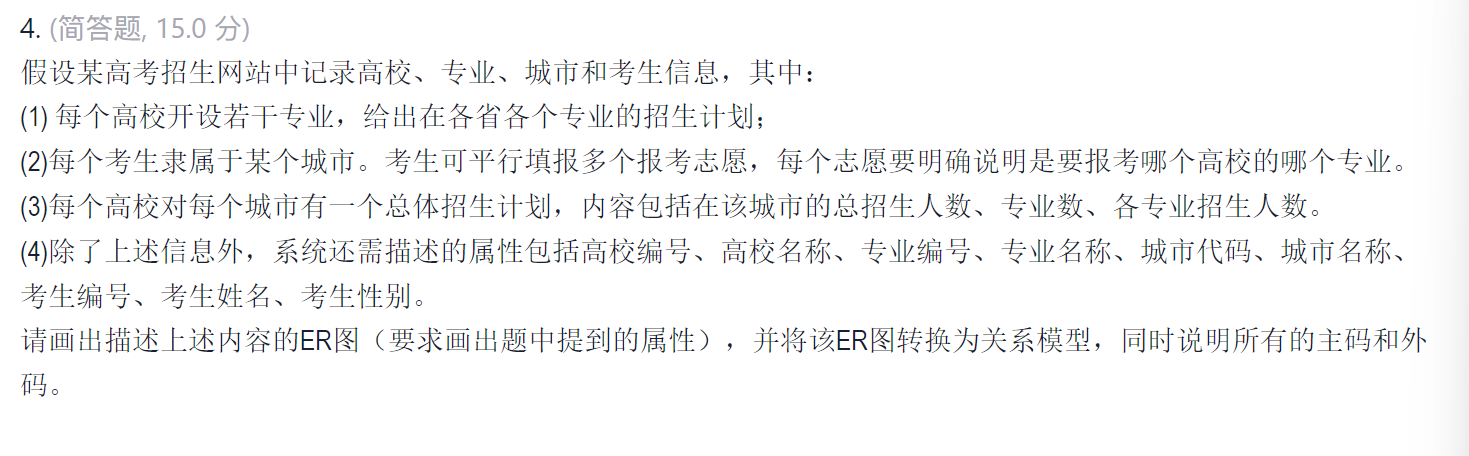 4. (简答题, 15.0 分)
假设某高考招生网站中记录高校、专业、城市和考生信息，其中：
(1) 每个高校开设若干专业，给出在各省各个专业的招生计划；
(2)每个考生隶属于某个城市。考生可平行填报多个报考志愿，每个志愿要明确说明是要报考哪个高校的哪个专业。
(3)每个高校对每个城市有一个总体招生计划，内容包括在该城市的总招生人数、专业数、各专业招生人数。
(4)除了上述信息外，系统还需描述的属性包括高校编号、高校名称、专业编号、专业名称、城市代码、城市名称、
考生编号、考生姓名、考生性别。
请画出描述上述内容的ER图（要求画出题中提到的属性），并将该ER图转换为关系模型，同时说明所有的主码和外
码。